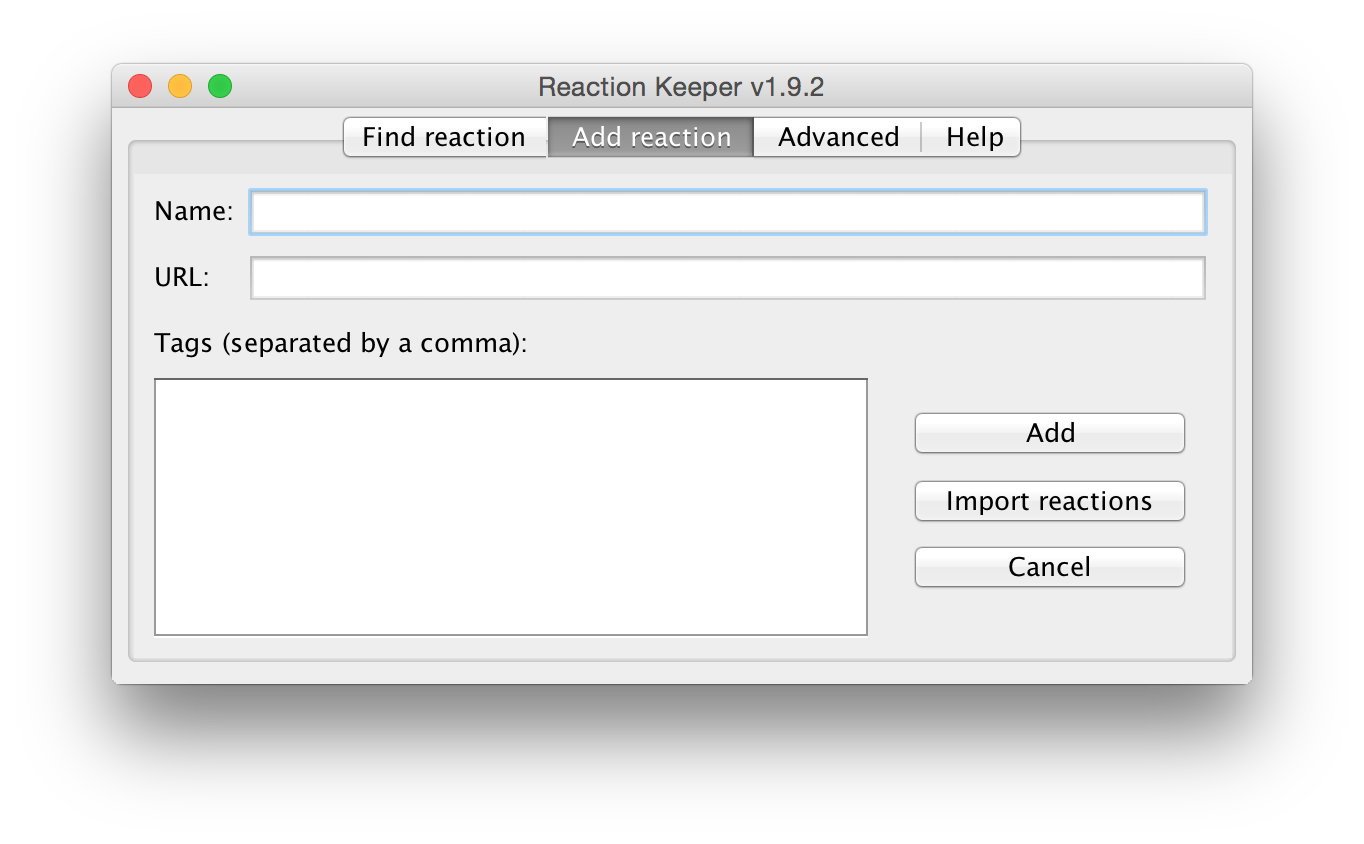 Reaction Keeper v1.9.2
Find reaction Add reaction Advanced Help
Name:
URL:
Tags (separated by a comma):
Add
Import reactions
Cancel